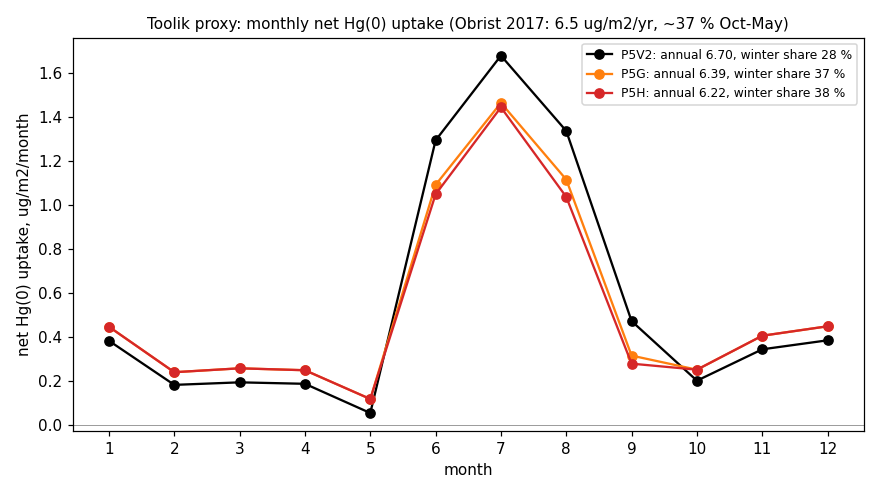 Toolik proxy: monthly net Hg(0) uptake (Obrist 2017: 6.5 ug/m2/yr, ~37 % Oct-May)
P5V2: annual 6.70, winter share 28 %
P5G: annual 6.39, winter share 37 %
P5H: annual 6.22, winter share 38 %
net Hg(0) uptake, ug/m2/month
1.6
1.4
1.2
1.0
0.8
0.6
0.4
0.2
0.0
1 2 3 4 5 6 7 8 9 10 11 12
month